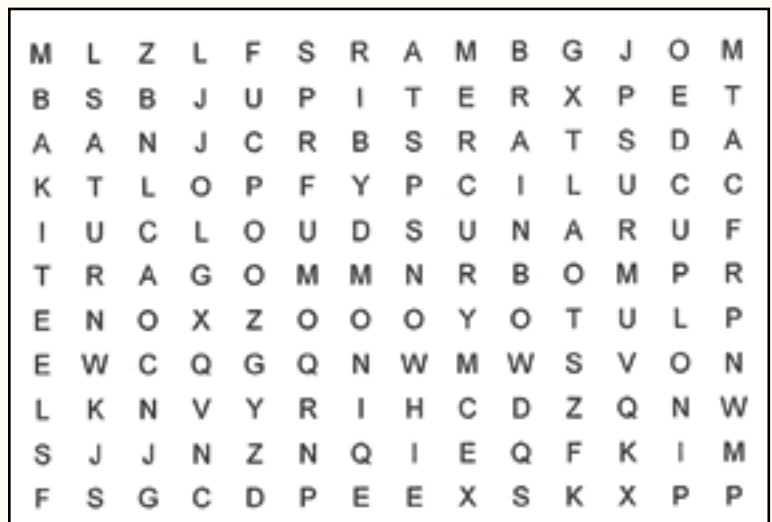 M L Z L F S R A M B G J O M
B S B J U P I T E R X P E T
A A N J C R B S R A T S D A
K T L O P F Y P C I L U C C
I U C L O U D S U N A R U F
T R A G O M M N R B O M P R
E N O X Z O O O Y O T U L P
E W C Q G Q N W M W S V O N
L K N V Y R I H C D Z Q N W
S J J N Z N Q I E Q F K I M
F S G C D P E E X S K X P P